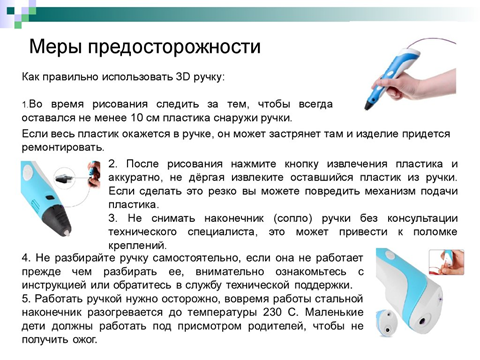 Меры предосторожности
Как правильно использовать 3D ручку:
1.Во время рисования следить за тем, чтобы всегда
оставался не менее 10 см пластика снаружи ручки.
Если весь пластик окажется в ручке, он может застрянет там и изделие придется
ремонтировать.
2. После рисования нажмите кнопку извлечения пластика и
аккуратно, не дёргая извлеките оставшийся пластик из ручки.
Если сделать это резко вы можете повредить механизм подачи
пластика.
3. Не снимать наконечник (сопло) ручки без консультации
технического специалиста, это может привести к поломке
креплений.
4. Не разбирайте ручку самостоятельно, если она не работает
прежде чем разбирать ее, внимательно ознакомьтесь с
инструкцией или обратитесь в службу технической поддержки.
5. Работать ручкой нужно осторожно, вовремя работы стальной
наконечник разогревается до температуры 230 С. Маленькие
дети должны работать под присмотром родителей, чтобы не
получить ожог.